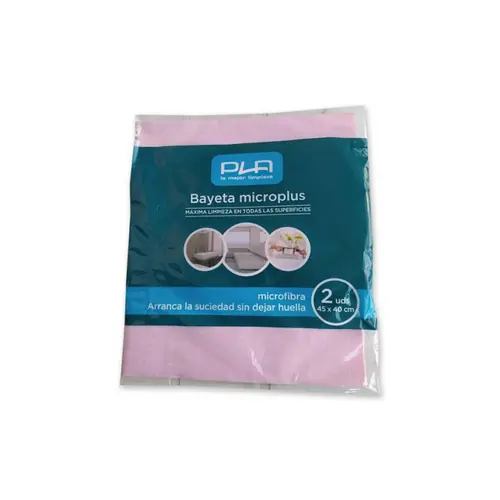 PLA
la mejor limpieza
Bayeta microplus
MÁXIMA LIMPIEZA EN TODAS LAS SUPERFICIES
microfibra
Arranca la suciedad sin dejar huella
2 uds
45 x 40 cm